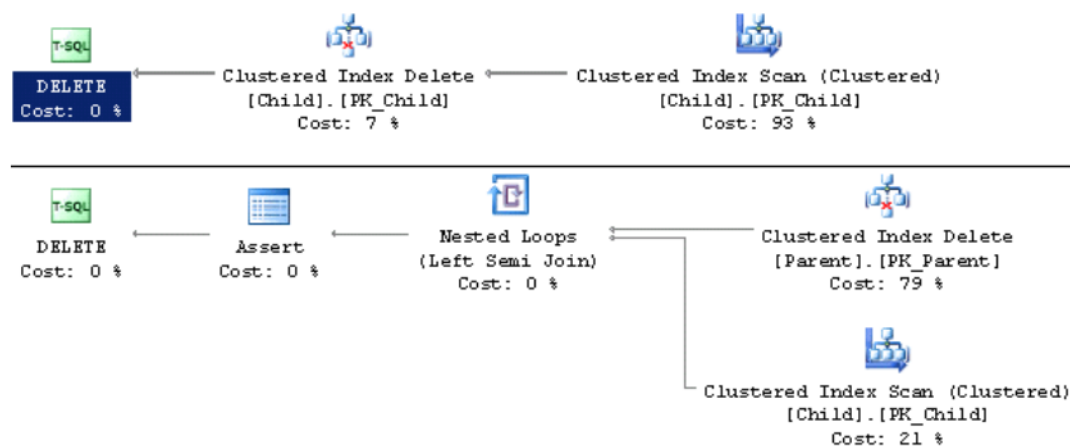 T-SQL
DELETE
Cost: 0 %
Clustered Index Delete
[Child].[PK_Child]
Cost: 7 %
Clustered Index Scan (Clustered)
[Child].[PK_Child]
Cost: 93 %
T-SQL
DELETE
Cost: 0 %
Assert
Cost: 0 %
Nested Loops
(Left Semi Join)
Cost: 0 %
Clustered Index Delete
[Parent].[PK_Parent]
Cost: 79 %
Clustered Index Scan (Clustered)
[Child].[PK_Child]
Cost: 21 %